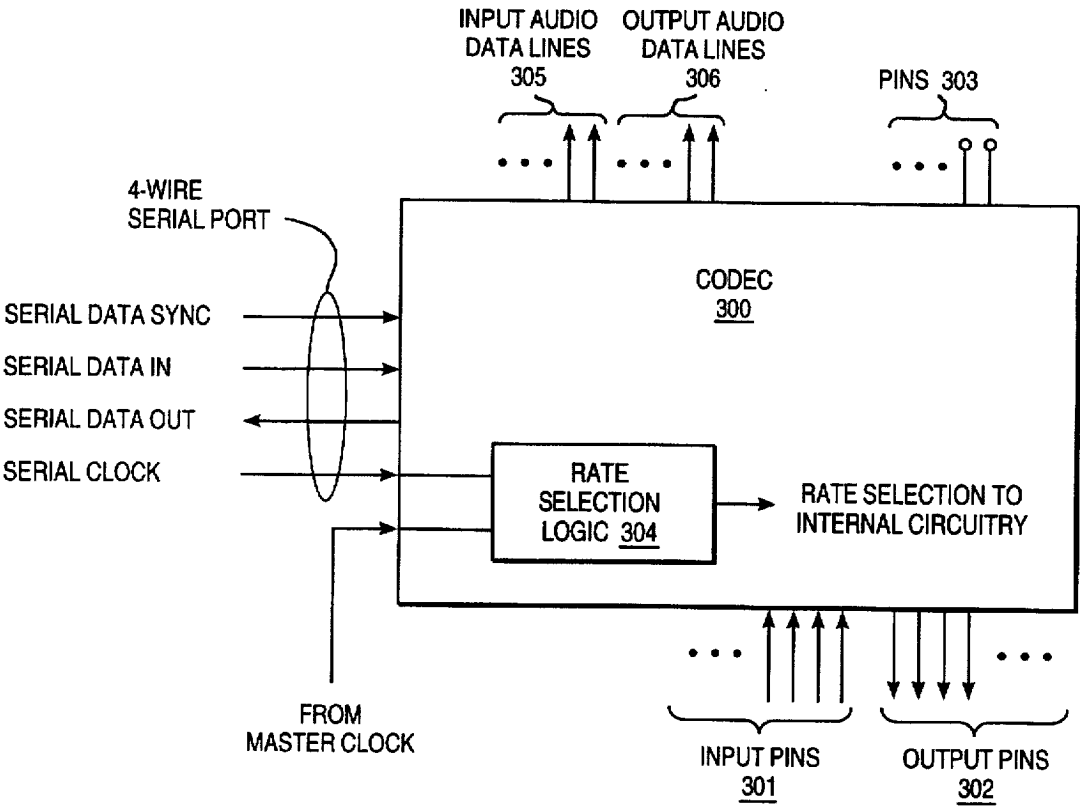 INPUT AUDIO
DATA LINES
305
OUTPUT AUDIO
DATA LINES
306
PINS 303
4-WIRE
SERIAL PORT
CODEC
300
SERIAL DATA SYNC
SERIAL DATA IN
SERIAL DATA OUT
SERIAL CLOCK
RATE
SELECTION
LOGIC 304
RATE SELECTION TO
INTERNAL CIRCUITRY
FROM
MASTER CLOCK
INPUT PINS
301
OUTPUT PINS
302